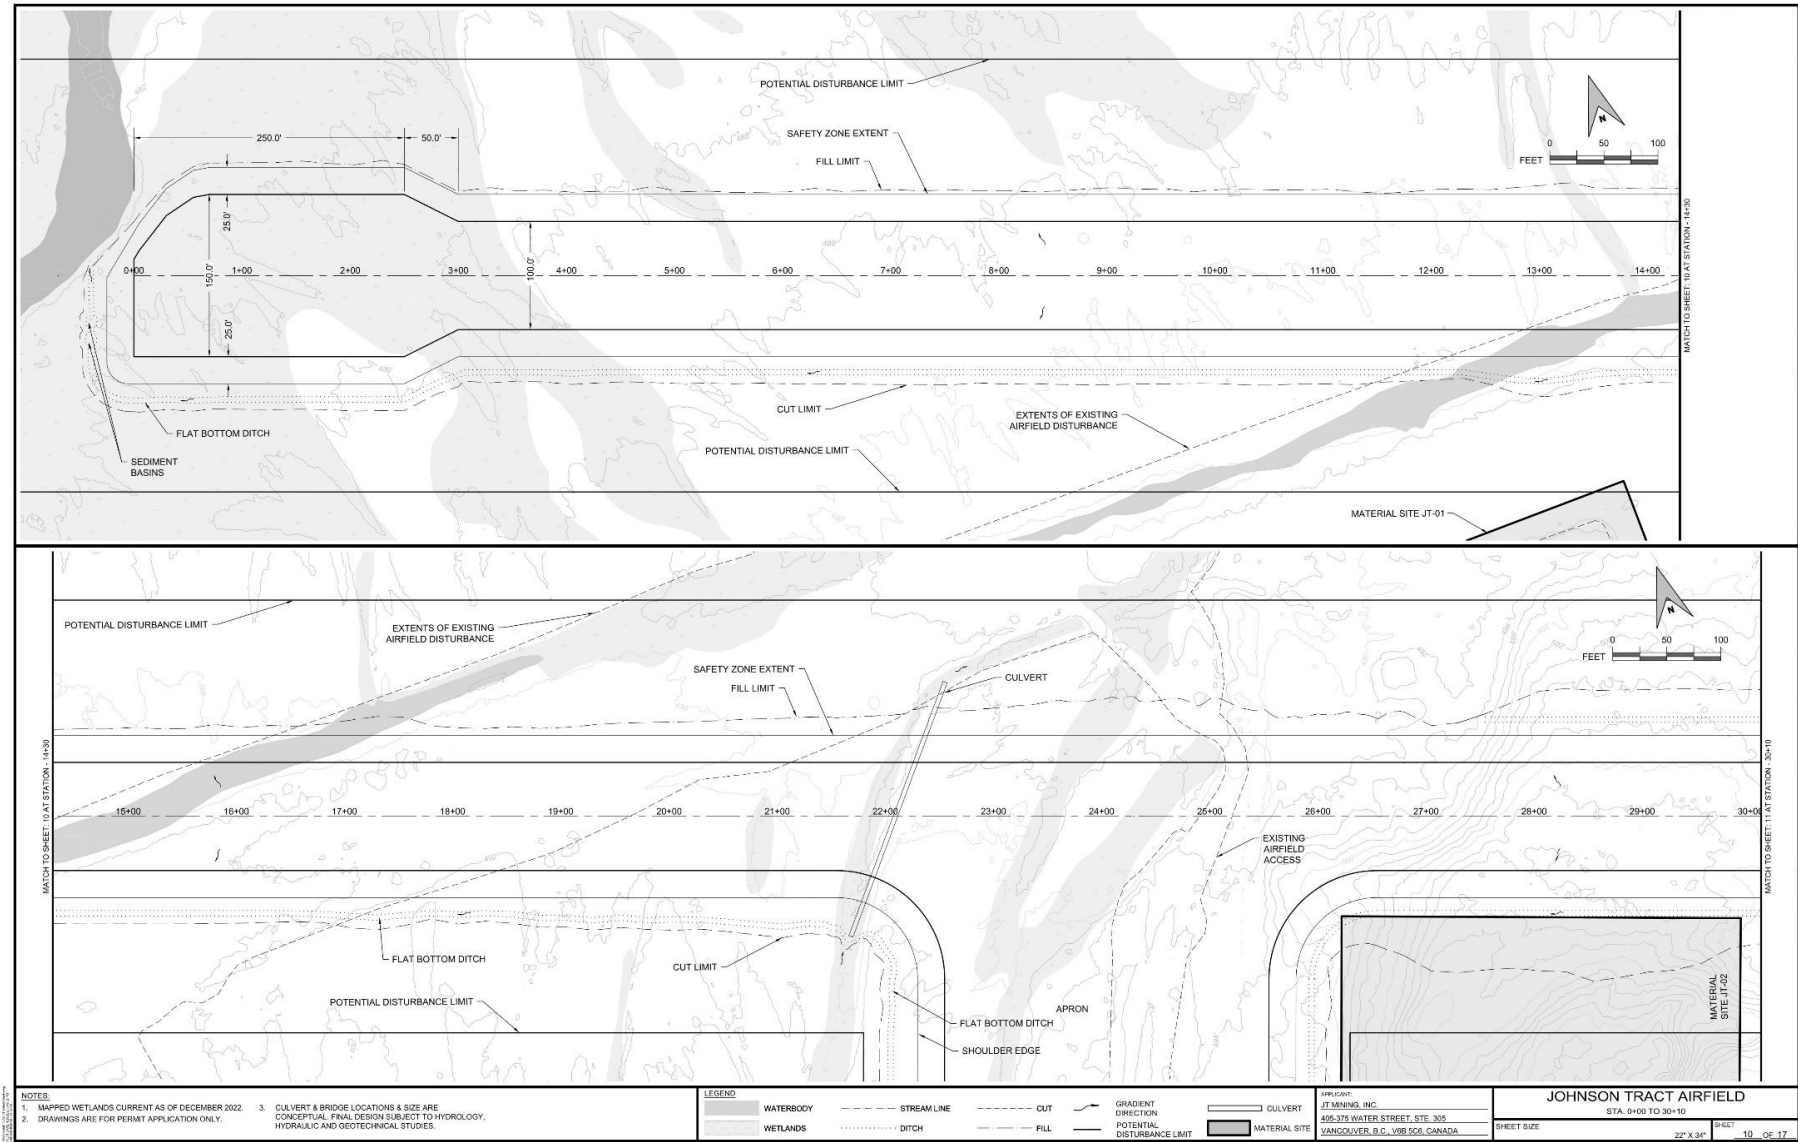 POTENTIAL DISTURBANCE LIMIT
SAFETY ZONE EXTENT
FILL LIMIT
250.0'
50.0'
25.0'
150.0'
25.0'
100.0'
N
0 50 100
FEET
0+00 1+00 2+00 3+00 4+00 5+00 6+00 7+00 8+00 9+00 10+00 11+00 12+00 13+00 14+00
MATCH TO SHEET: 10 AT STATION - 14+30
CUT LIMIT
EXTENTS OF EXISTING
AIRFIELD DISTURBANCE
FLAT BOTTOM DITCH
POTENTIAL DISTURBANCE LIMIT
SEDIMENT
BASINS
MATERIAL SITE JT-01
POTENTIAL DISTURBANCE LIMIT
EXTENTS OF EXISTING
AIRFIELD DISTURBANCE
SAFETY ZONE EXTENT
FILL LIMIT
CULVERT
N
0 50 100
FEET
MATCH TO SHEET: 10 AT STATION - 14+30
15+00 16+00 17+00 18+00 19+00 20+00 21+00 22+00 23+00 24+00 25+00 26+00 27+00 28+00 29+00 30+00
MATCH TO SHEET: 11 AT STATION - 30+10
EXISTING
AIRFIELD
ACCESS
FLAT BOTTOM DITCH
CUT LIMIT
POTENTIAL DISTURBANCE LIMIT
APRON
FLAT BOTTOM DITCH
SHOULDER EDGE
MATERIAL
SITE JT-02
NOTES:
1. MAPPED WETLANDS CURRENT AS OF DECEMBER 2022.
2. DRAWINGS ARE FOR PERMIT APPLICATION ONLY.
3. CULVERT & BRIDGE LOCATIONS & SIZE ARE
CONCEPTUAL. FINAL DESIGN SUBJECT TO HYDROLOGY,
HYDRAULIC AND GEOTECHNICAL STUDIES.
LEGEND
WATERBODY
WETLANDS
STREAM LINE
DITCH
CUT
FILL
GRADIENT
DIRECTION
POTENTIAL
DISTURBANCE LIMIT
CULVERT
MATERIAL SITE
APPLICANT:
JT MINING, INC.
405-375 WATER STREET, STE. 305
VANCOUVER, B.C., V6B 5C6, CANADA
JOHNSON TRACT AIRFIELD
STA. 0+00 TO 30+10
SHEET SIZE
22" X 34"
SHEET
10 OF 17